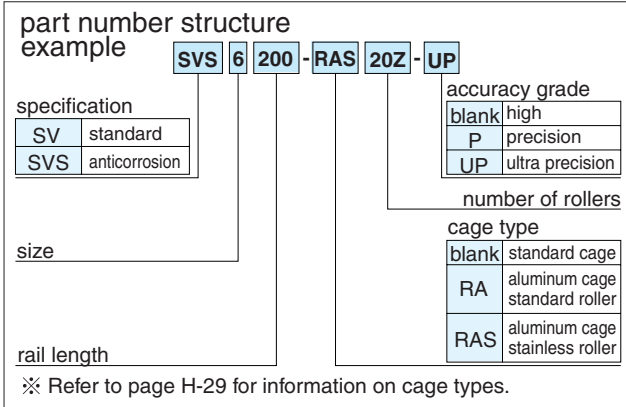 part number structure
example
SVS 6 200 - RAS 20Z - UP
specification
SV standard
SVS anticorrosion
size
rail length
accuracy grade
blank high
P precision
UP ultra precision
number of rollers
cage type
blank standard cage
RA aluminum cage
standard roller
RAS aluminum cage
stainless roller
※ Refer to page H-29 for information on cage types.